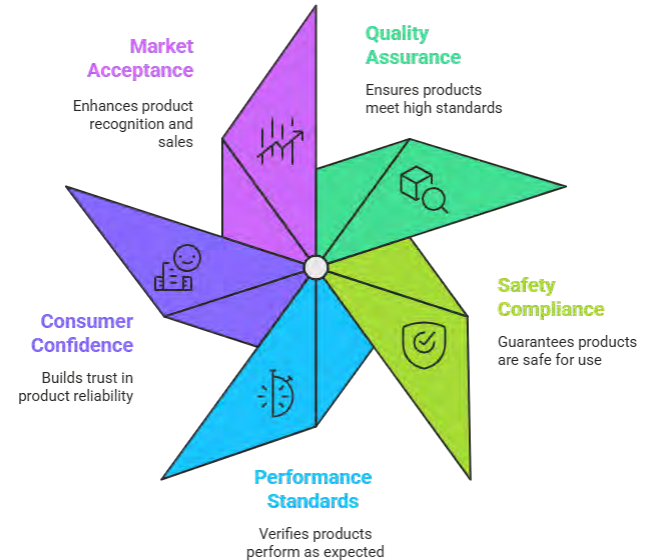 Market
Acceptance
Enhances product
recognition and
sales
Quality
Assurance
Ensures products
meet high standards
Safety
Compliance
Guarantees products
are safe for use
Consumer
Confidence
Builds trust in
product reliability
Performance
Standards
Verifies products
perform as expected